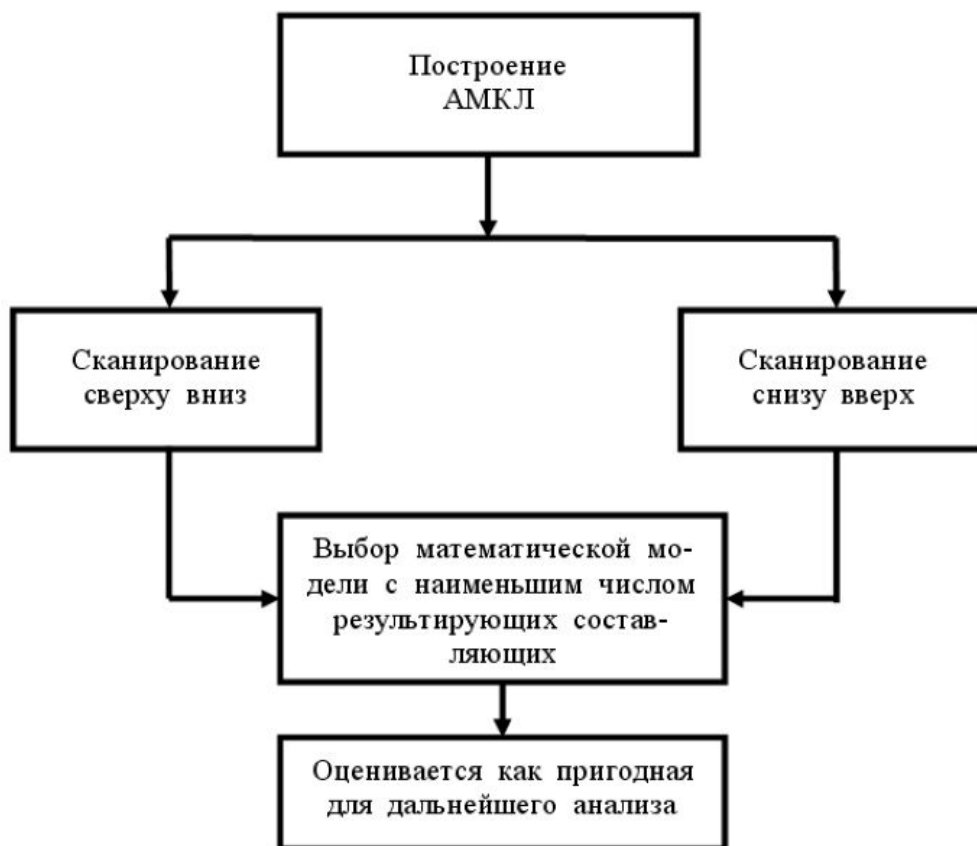 Построение
АМКЛ
Сканирование
сверху вниз
Сканирование
снизу вверх
Выбор математической мо-
дели с наименьшим числом
результирующих состав-
ляющих
Оценивается как пригодная
для дальнейшего анализа